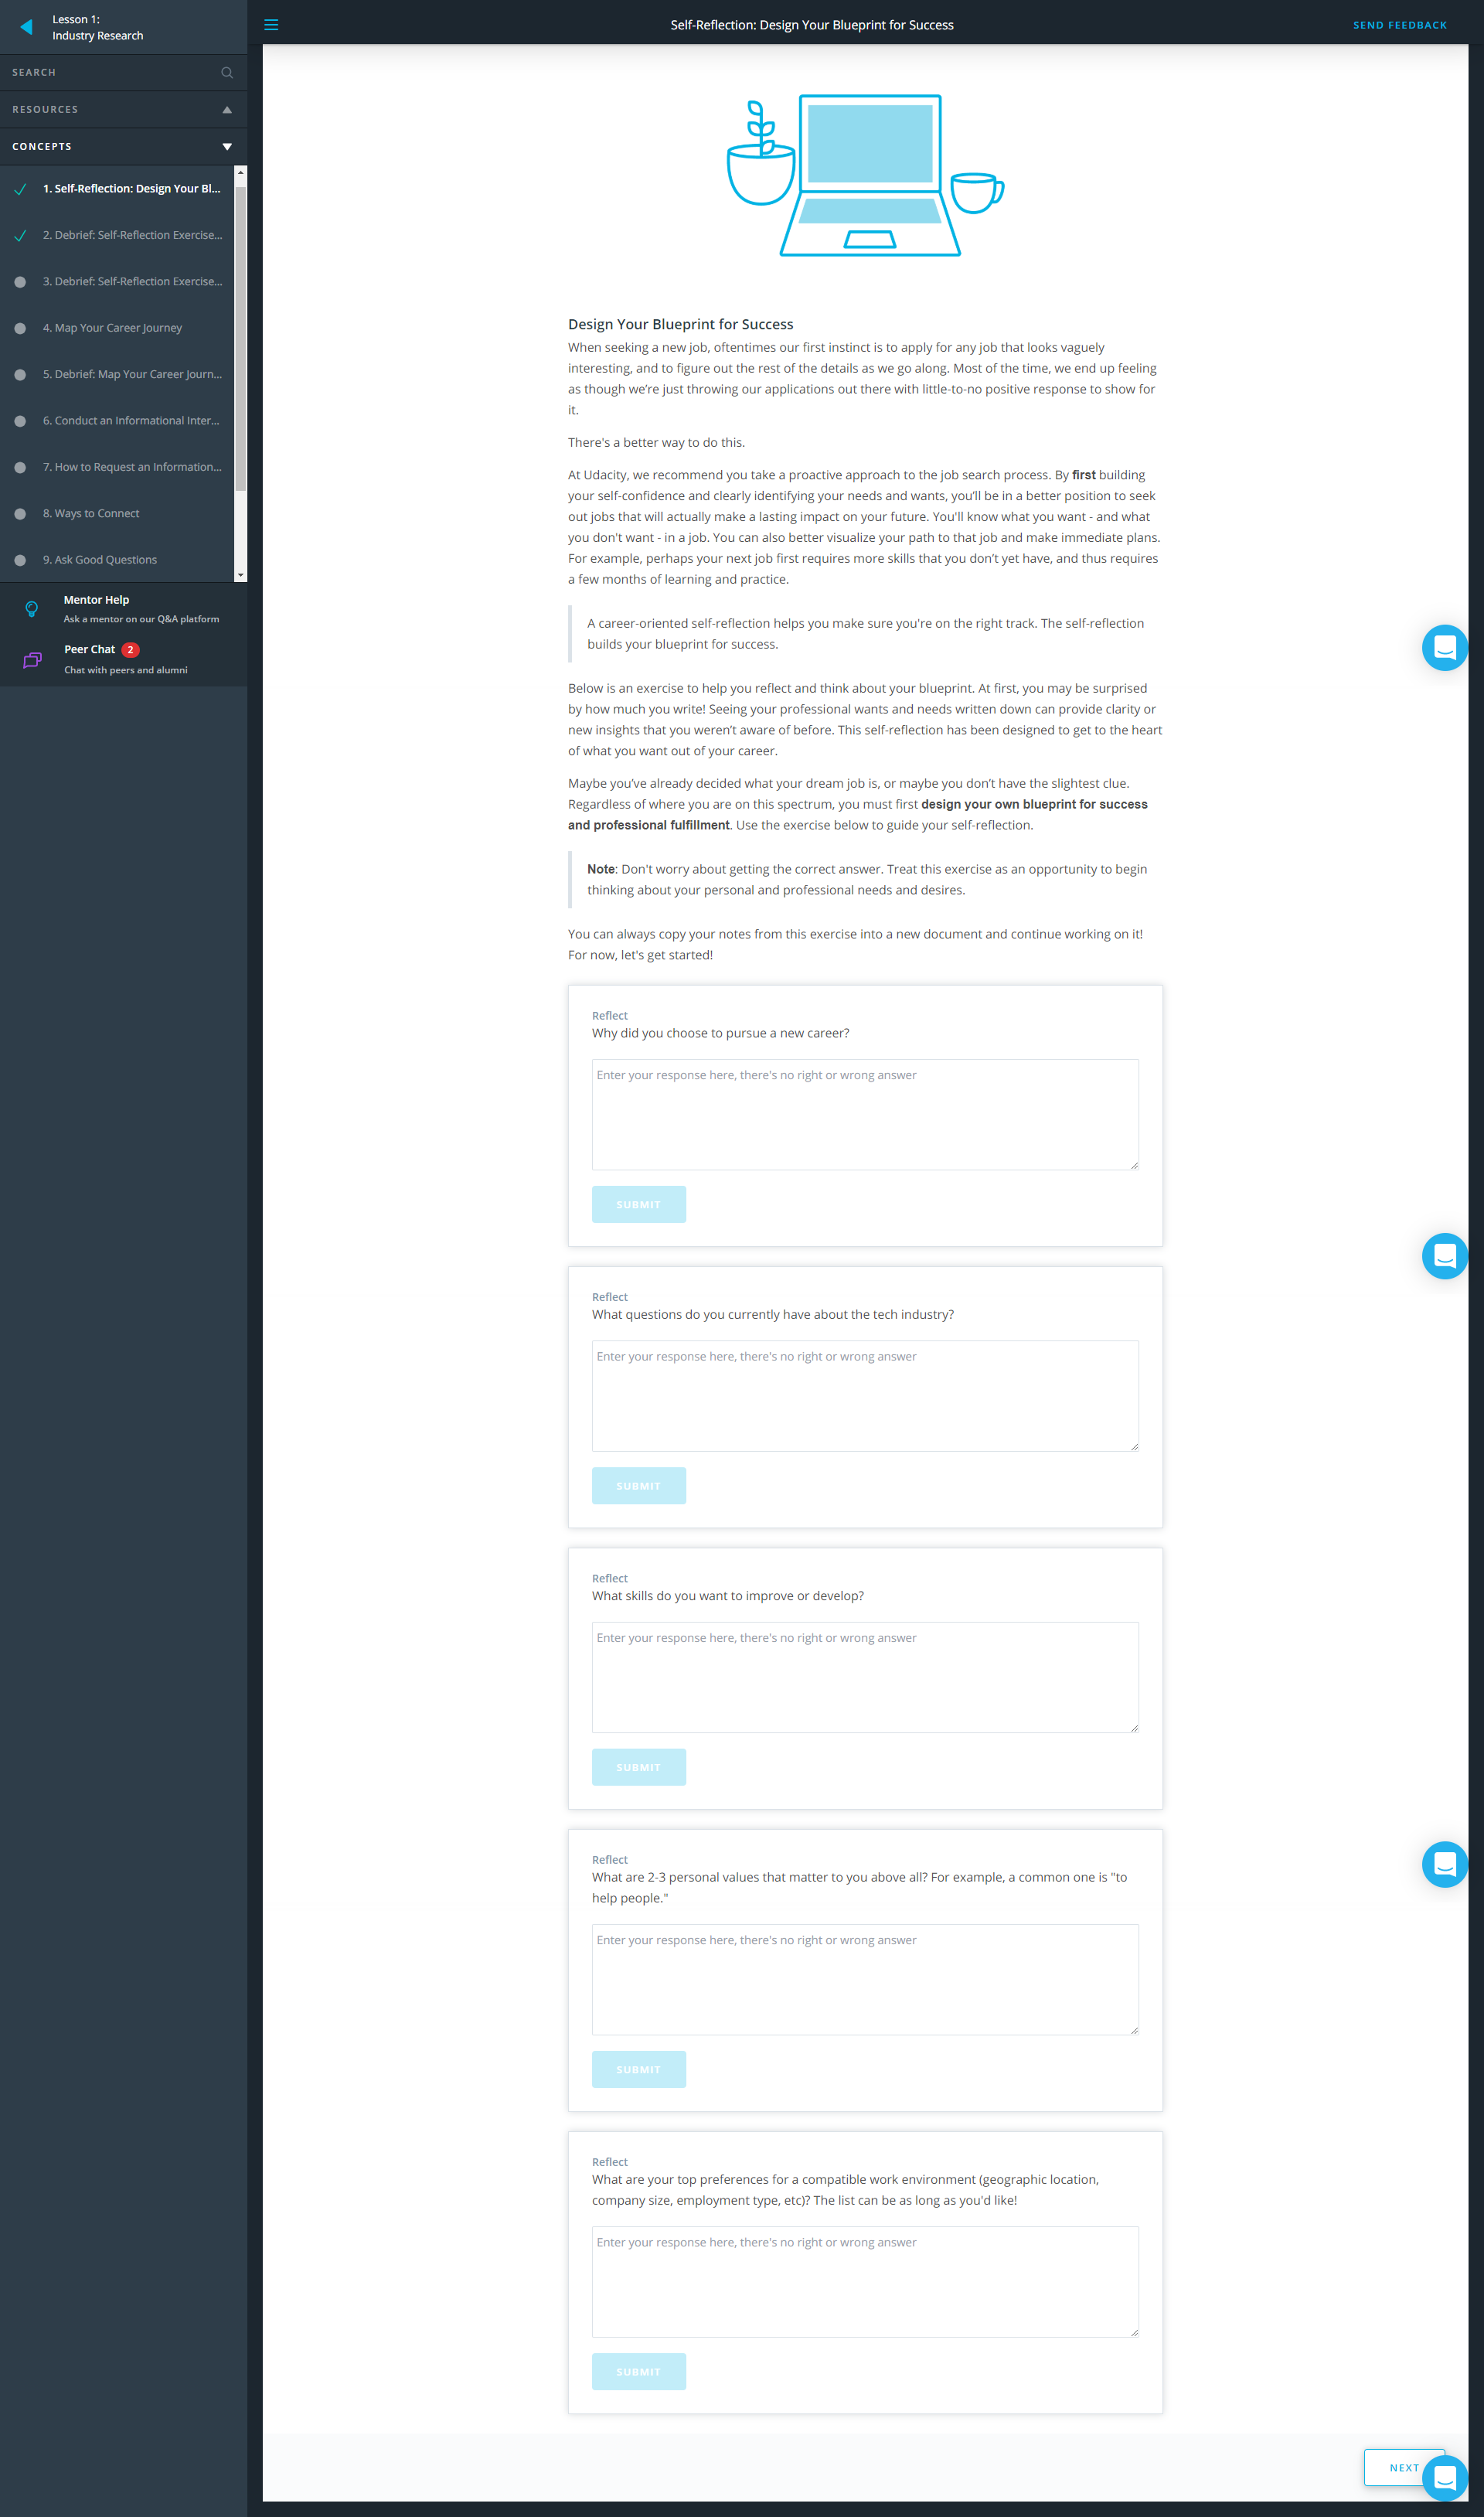 Lesson 1:
Industry Research
SEARCH
RESOURCES
CONCEPTS
1. Self-Reflection: Design Your Bl...
2. Debrief: Self-Reflection Exercise...
3. Debrief: Self-Reflection Exercise...
4. Map Your Career Journey
5. Debrief: Map Your Career Journ...
6. Conduct an Informational Inter...
7. How to Request an Information...
8. Ways to Connect
9. Ask Good Questions
Mentor Help
Ask a mentor on our Q&A platform
Peer Chat 2
Chat with peers and alumni
Self-Reflection: Design Your Blueprint for Success
SEND FEEDBACK
Design Your Blueprint for Success
When seeking a new job, oftentimes our first instinct is to apply for any job that looks vaguely
interesting, and to figure out the rest of the details as we go along. Most of the time, we end up feeling
as though we’re just throwing our applications out there with little-to-no positive response to show for
it.
There's a better way to do this.
At Udacity, we recommend you take a proactive approach to the job search process. By first building
your self-confidence and clearly identifying your needs and wants, you’ll be in a better position to seek
out jobs that will actually make a lasting impact on your future. You'll know what you want - and what
you don't want - in a job. You can also better visualize your path to that job and make immediate plans.
For example, perhaps your next job first requires more skills that you don’t yet have, and thus requires
a few months of learning and practice.
A career-oriented self-reflection helps you make sure you're on the right track. The self-reflection
builds your blueprint for success.
Below is an exercise to help you reflect and think about your blueprint. At first, you may be surprised
by how much you write! Seeing your professional wants and needs written down can provide clarity or
new insights that you weren’t aware of before. This self-reflection has been designed to get to the heart
of what you want out of your career.
Maybe you’ve already decided what your dream job is, or maybe you don’t have the slightest clue.
Regardless of where you are on this spectrum, you must first design your own blueprint for success
and professional fulfillment. Use the exercise below to guide your self-reflection.
Note: Don't worry about getting the correct answer. Treat this exercise as an opportunity to begin
thinking about your personal and professional needs and desires.
You can always copy your notes from this exercise into a new document and continue working on it!
For now, let's get started!
Reflect
Why did you choose to pursue a new career?
Enter your response here, there's no right or wrong answer
SUBMIT
Reflect
What questions do you currently have about the tech industry?
Enter your response here, there's no right or wrong answer
SUBMIT
Reflect
What skills do you want to improve or develop?
Enter your response here, there's no right or wrong answer
SUBMIT
Reflect
What are 2-3 personal values that matter to you above all? For example, a common one is "to
help people."
Enter your response here, there's no right or wrong answer
SUBMIT
Reflect
What are your top preferences for a compatible work environment (geographic location,
company size, employment type, etc)? The list can be as long as you'd like!
Enter your response here, there's no right or wrong answer
SUBMIT
NEXT